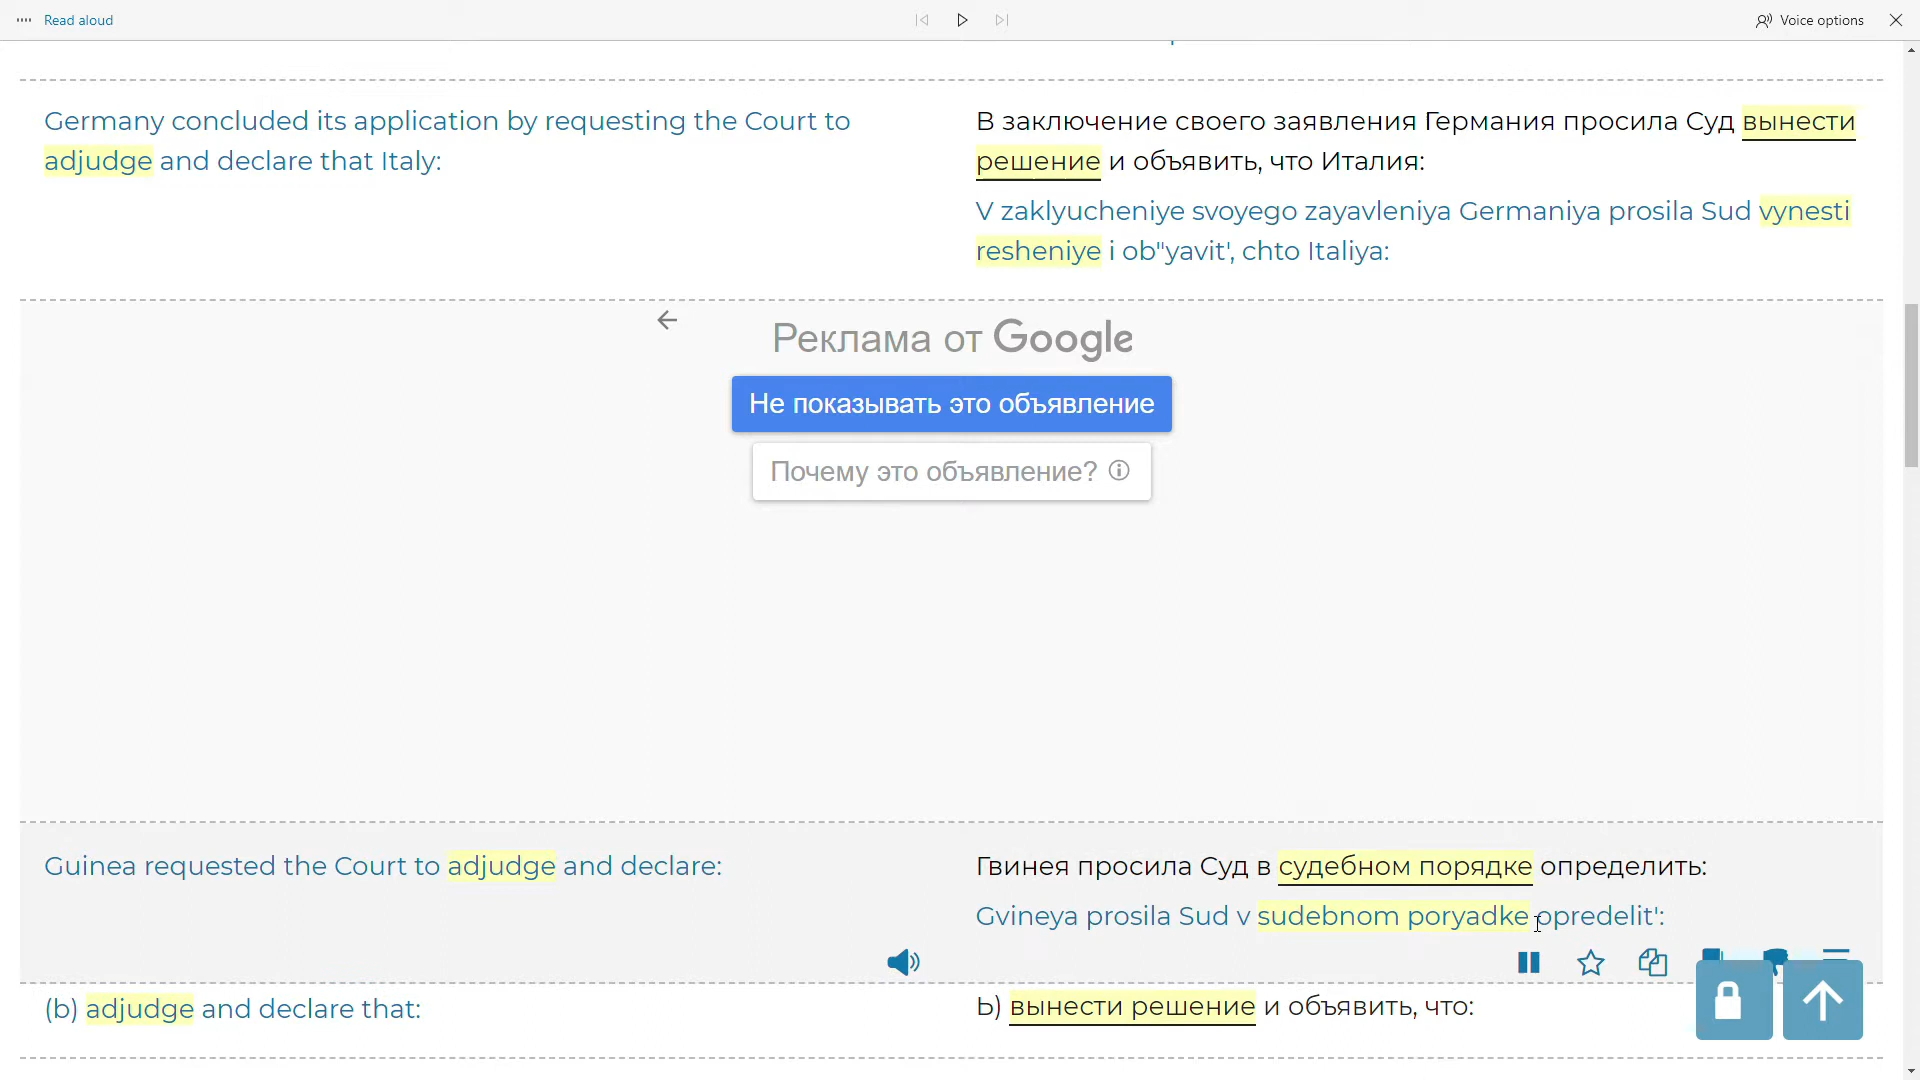 Read aloud
Voice options
Germany concluded its application by requesting the Court to
adjudge and declare that Italy:
В заключение своего заявления Германия просила Суд вынести
решение и объявить, что Италия:
V zaklyucheniye svoyego zayavleniya Germaniya prosila Sud vynesti
resheniye i ob"yavit', chto Italiya:
Реклама от Google
Не показывать это объявление
Почему это объявление?
Guinea requested the Court to adjudge and declare:
Гвинея просила Суд в судебном порядке определить:
Gvineya prosila Sud v sudebnom poryadke opredelit':
(b) adjudge and declare that:
Ь) вынести решение и объявить, что: